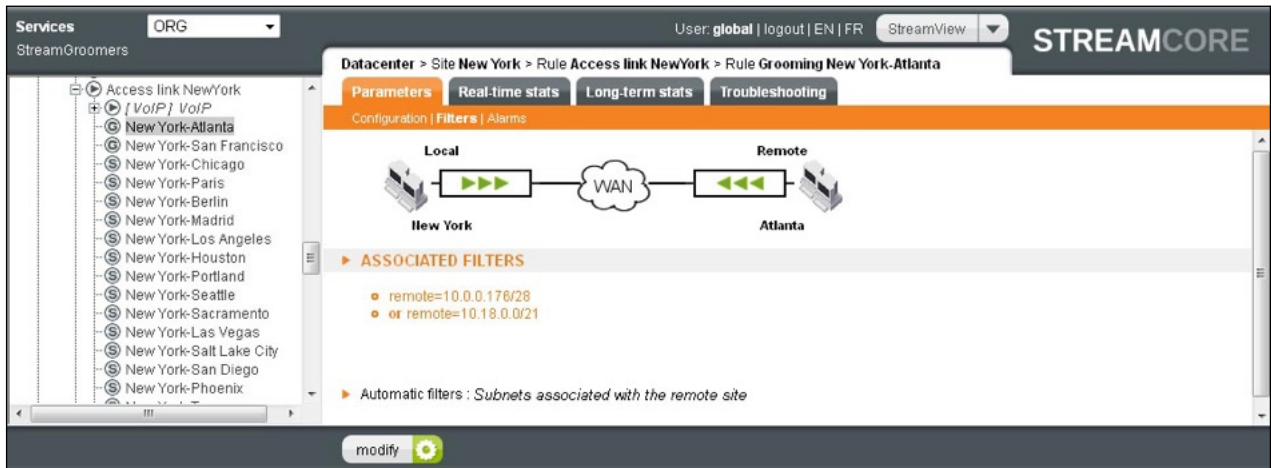 Services ORG
StreamGroomers
User: global | logout | EN | FR StreamView
STREAMCORE
Datacenter > Site New York > Rule Access link NewYork > Rule Grooming New York-Atlanta
Parameters Real-time stats Long-term stats Troubleshooting
Configuration | Filters | Alarms
Access link NewYork
[VoIP] VoIP
G New York-Atlanta
G New York-San Francisco
S New York-Chicago
S New York-Paris
S New York-Berlin
S New York-Madrid
S New York-Los Angeles
S New York-Houston
S New York-Portland
S New York-Seattle
S New York-Sacramento
S New York-Las Vegas
S New York-Salt Lake City
S New York-San Diego
S New York-Phoenix
Local Remote
WAN
New York Atlanta
ASSOCIATED FILTERS
remote=10.0.0.176/28
or remote=10.18.0.0/21
Automatic filters : Subnets associated with the remote site
modify